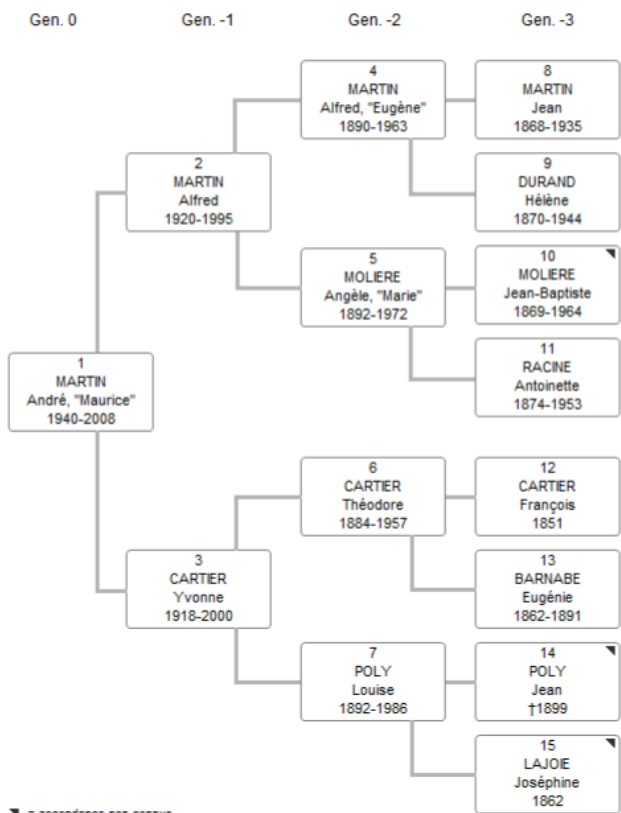 Gen. 0 Gen. -1 Gen. -2 Gen. -3
4
MARTIN
Alfred, "Eugène"
1890-1963
8
MARTIN
Jean
1868-1935
2
MARTIN
Alfred
1920-1995
9
DURAND
Hélène
1870-1944
5
MOLIERE
Angèle, "Marie"
1892-1972
10
MOLIERE
Jean-Baptiste
1869-1964
1
MARTIN
André, "Maurice"
1940-2008
11
RACINE
Antoinette
1874-1953
6
CARTIER
Théodore
1884-1957
12
CARTIER
François
1851
3
CARTIER
Yvonne
1918-2000
13
BARNABE
Eugénie
1862-1891
7
POLY
Louise
1892-1986
14
POLY
Jean
†1899
15
LAJOIE
Joséphine
1862